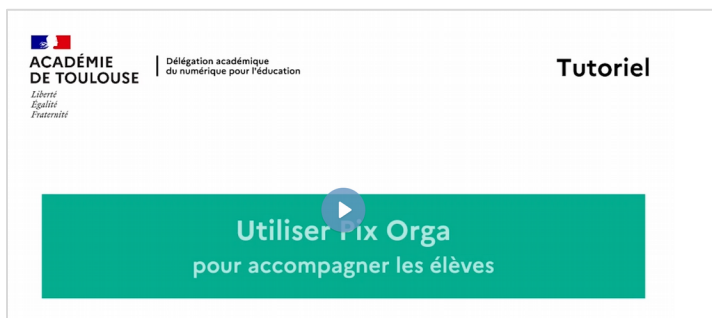 ACADÉMIE
DE TOULOUSE
Liberté
Égalité
Fraternité
Délégation académique
du numérique pour l'éducation
Tutoriel
Utiliser Pix Orga
pour accompagner les élèves